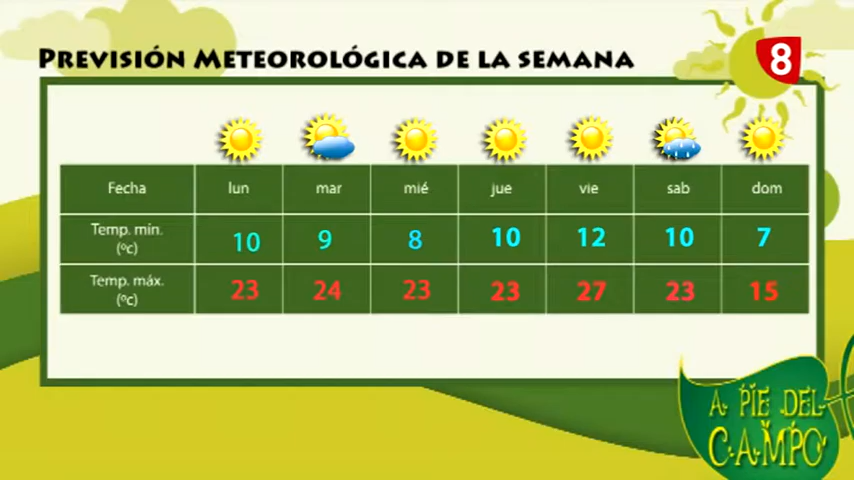 PREVISIÓN METEOROLÓGICA DE LA SEMANA
8
Fecha lun mar mié jue vie sab dom
Temp. mín. (ºc) 10 9 8 10 12 10 7
Temp. máx. (ºc) 23 24 23 23 27 23 15
A PIE DEL
CAMPO